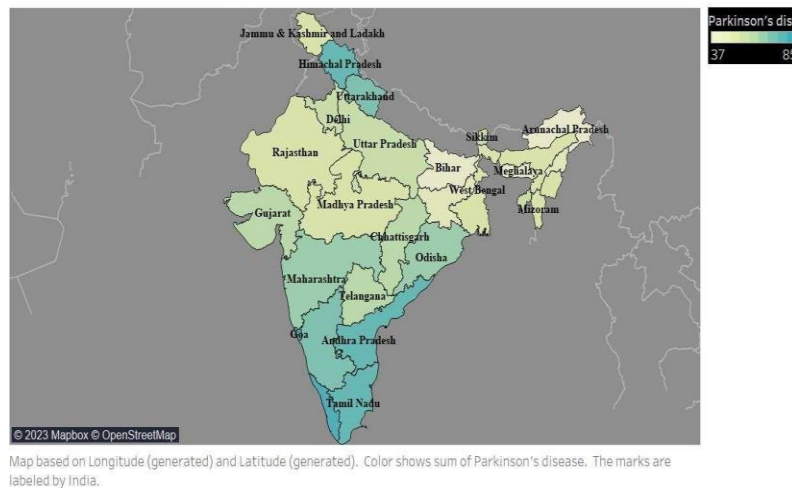 Parkinson's dis
37 85
Jammu & Kashmir and Ladakh
Himachal Pradesh
Uttarakhand
Delhi
Arunachal Pradesh
Sikkim
Uttar Pradesh
Rajasthan
Bihar
Meghalaya
West Bengal
Madhya Pradesh
Mizoram
Gujarat
Chhattisgarh
Odisha
Maharashtra
Telangana
Goa
Andhra Pradesh
Tamil Nadu
© 2023 Mapbox © OpenStreetMap
Map based on Longitude (generated) and Latitude (generated). Color shows sum of Parkinson's disease. The marks are
labeled by India.